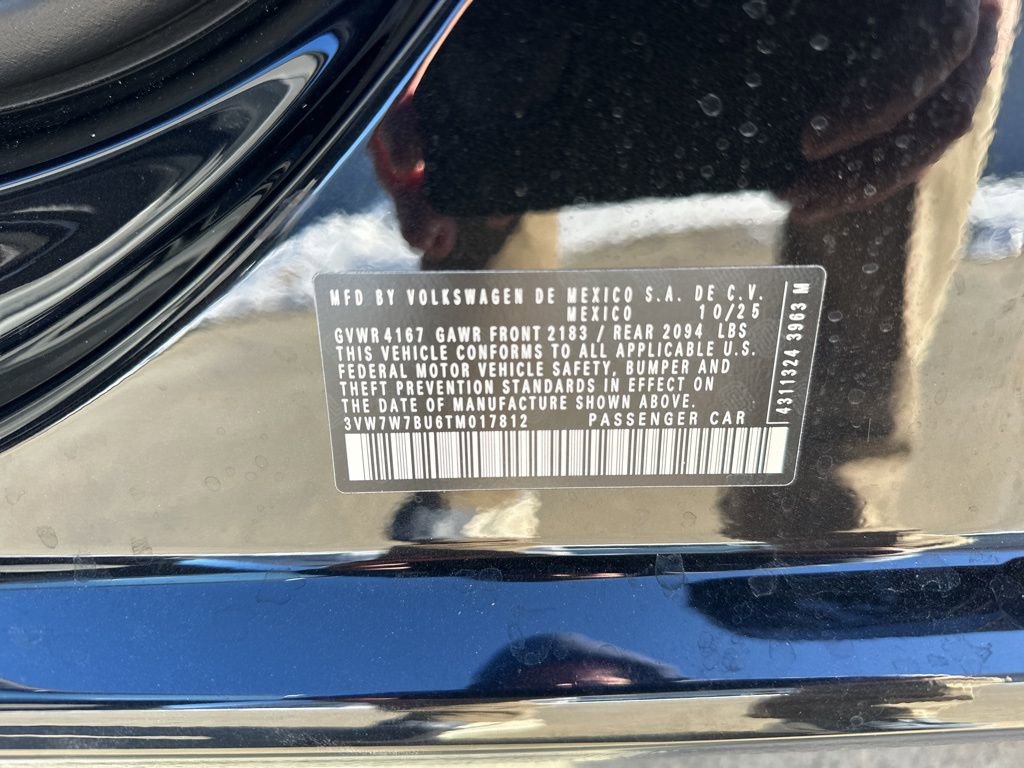 MFD BY VOLKSWAGEN DE MEXICO S.A. DE C.V.
MEXICO 10/25
GVWR 4167 GAWR FRONT 2183 / REAR 2094 LBS
THIS VEHICLE CONFORMS TO ALL APPLICABLE U.S.
FEDERAL MOTOR VEHICLE SAFETY, BUMPER AND
THEFT PREVENTION STANDARDS IN EFFECT ON
THE DATE OF MANUFACTURE SHOWN ABOVE.
3VW7W7BU6TM017812 PASSENGER CAR
4311324 3963 M